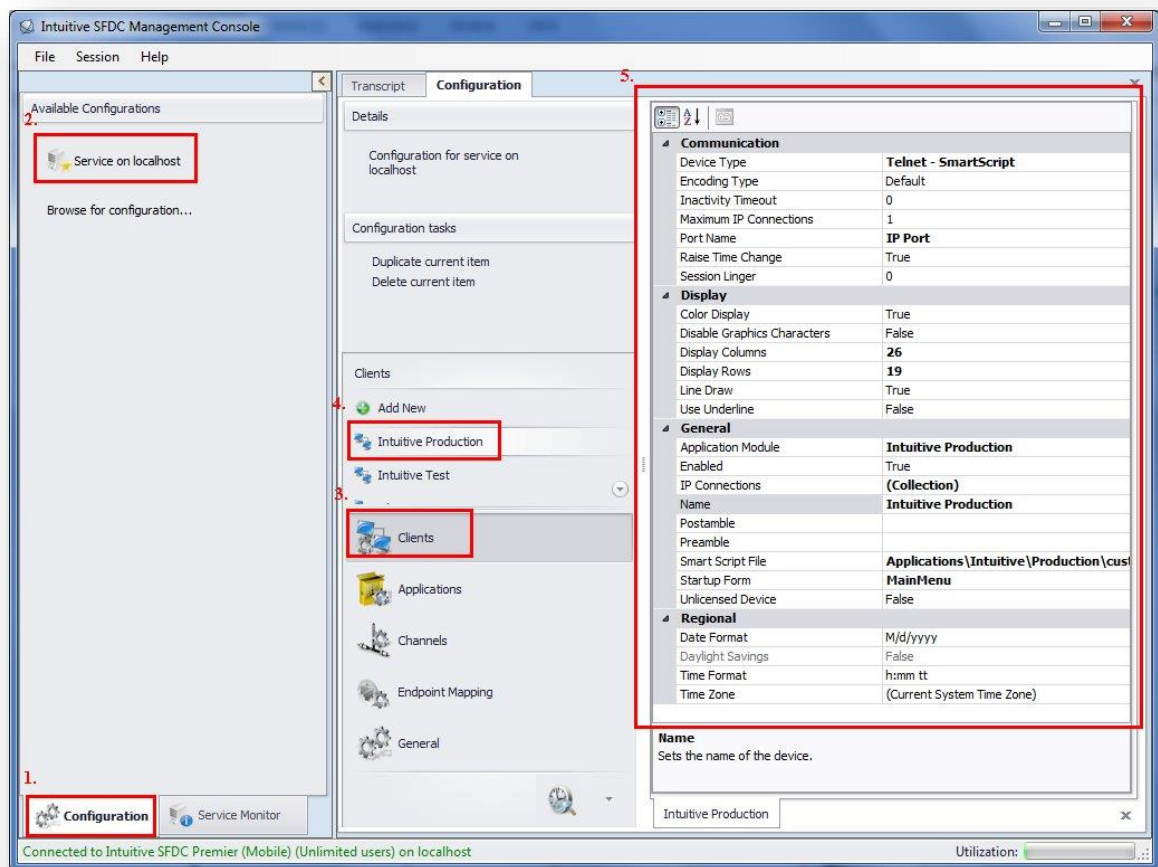 Intuitive SFDC Management Console
File Session Help
Available Configurations
2.
Service on localhost
Browse for configuration...
1.
Configuration
Service Monitor
Transcript
Configuration
Details
Configuration for service on
localhost
Configuration tasks
Duplicate current item
Delete current item
Clients
4.
Add New
Intuitive Production
Intuitive Test
3.
Clients
Applications
Channels
Endpoint Mapping
General
5.
Communication
Device Type Telnet - SmartScript
Encoding Type Default
Inactivity Timeout 0
Maximum IP Connections 1
Port Name IP Port
Raise Time Change True
Session Linger 0
Display
Color Display True
Disable Graphics Characters False
Display Columns 26
Display Rows 19
Line Draw True
Use Underline False
General
Application Module Intuitive Production
Enabled True
IP Connections (Collection)
Name Intuitive Production
Postamble
Preamble
Smart Script File Applications\Intuitive\Production\cust
Startup Form MainMenu
Unlicensed Device False
Regional
Date Format M/d/yyyy
Daylight Savings False
Time Format h:mm tt
Time Zone (Current System Time Zone)
Name
Sets the name of the device.
Intuitive Production
Connected to Intuitive SFDC Premier (Mobile) (Unlimited users) on localhost
Utilization: